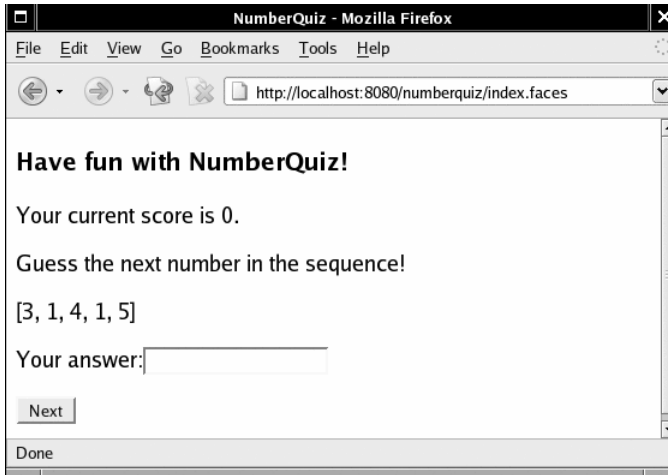 NumberQuiz - Mozilla Firefox
File Edit View Go Bookmarks Tools Help
http://localhost:8080/numberquiz/index.faces
Have fun with NumberQuiz!
Your current score is 0.
Guess the next number in the sequence!
[3, 1, 4, 1, 5]
Your answer:
Next
Done